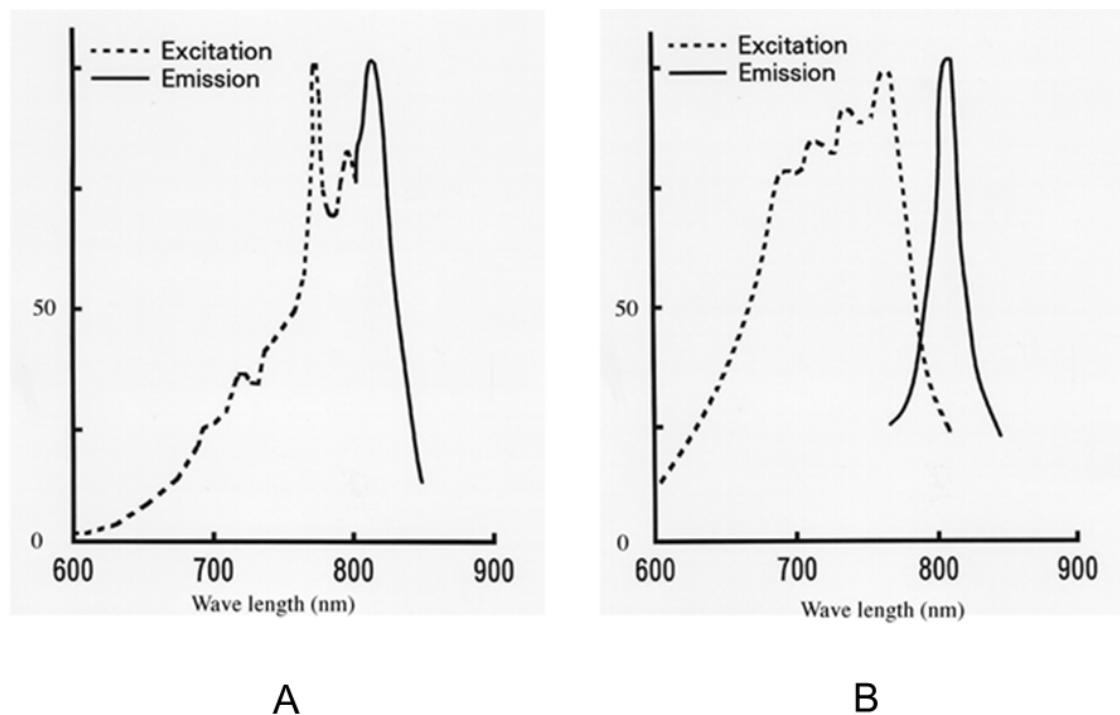 Excitation
Emission
50
0
600 700 800 900
Wave length (nm)
A
Excitation
Emission
50
0
600 700 800 900
Wave length (nm)
B